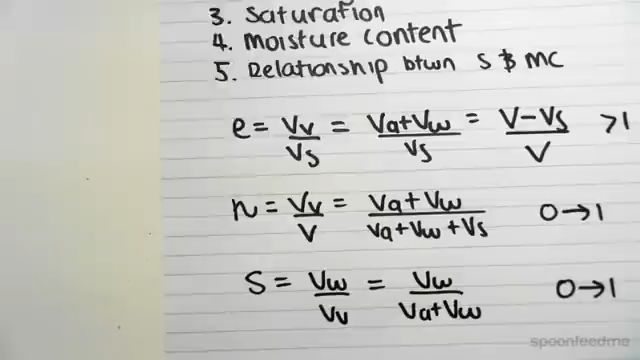 3. Saturation
4. Moisture content
5. Relationship btwn S & MC
e = Vv/Vs = Va+Vw/Vs = V-Vs/V >1
n = Vv/V = Va+Vw/Va+Vw+Vs 0→1
S = Vw/Vv = Vw/Va+Vw 0→1
spoonfeedme